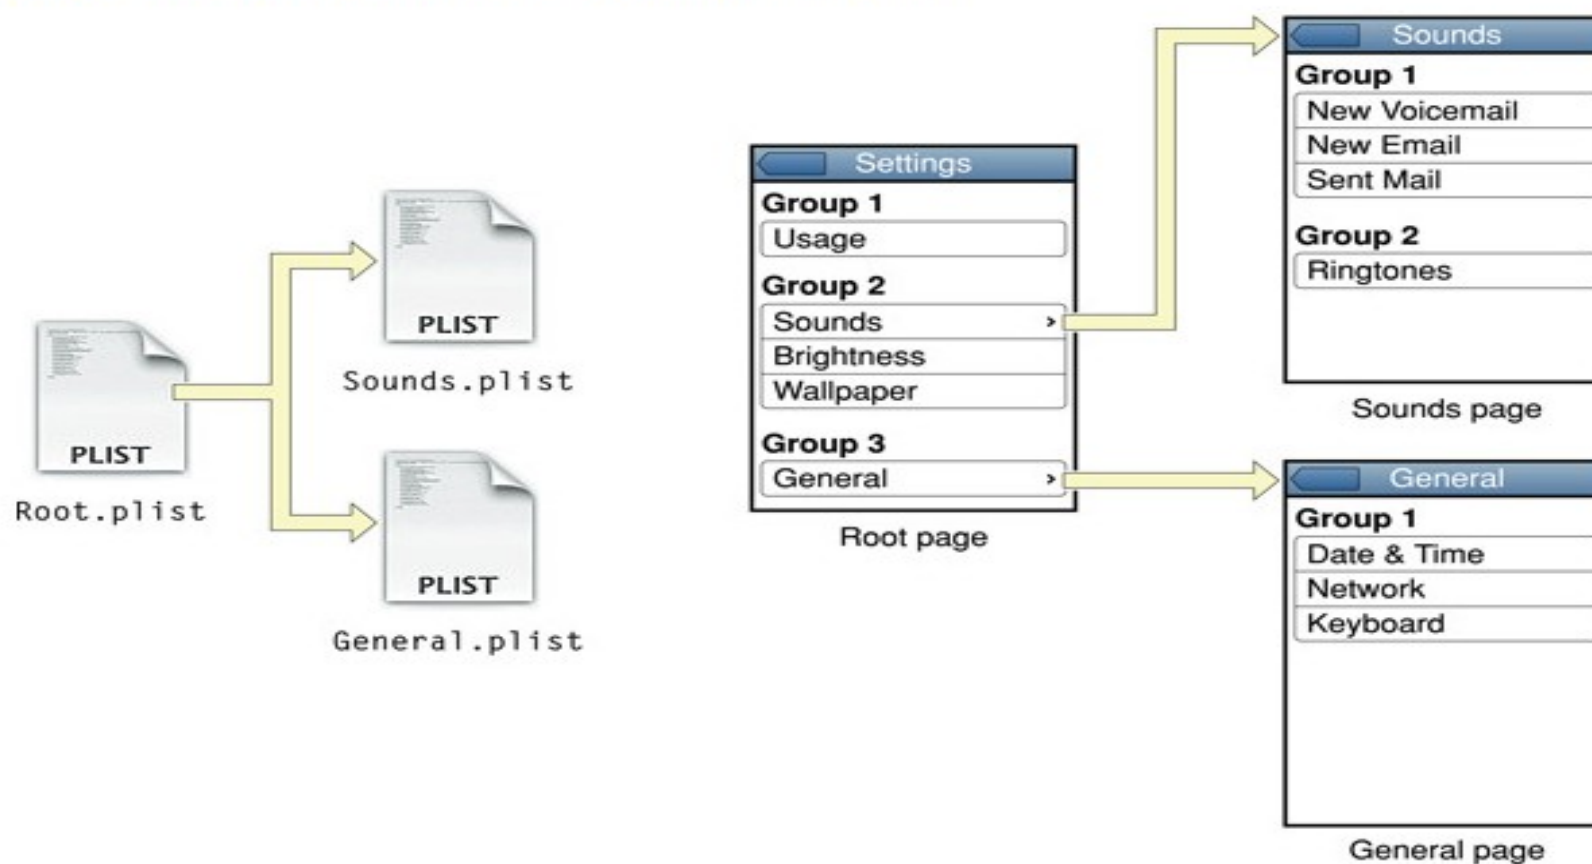 PLIST
Root.plist
PLIST
Sounds.plist
PLIST
General.plist
Settings
Group 1
Usage
Group 2
Sounds
Brightness
Wallpaper
Group 3
General
Root page
Sounds
Group 1
New Voicemail
New Email
Sent Mail
Group 2
Ringtones
Sounds page
General
Group 1
Date & Time
Network
Keyboard
General page